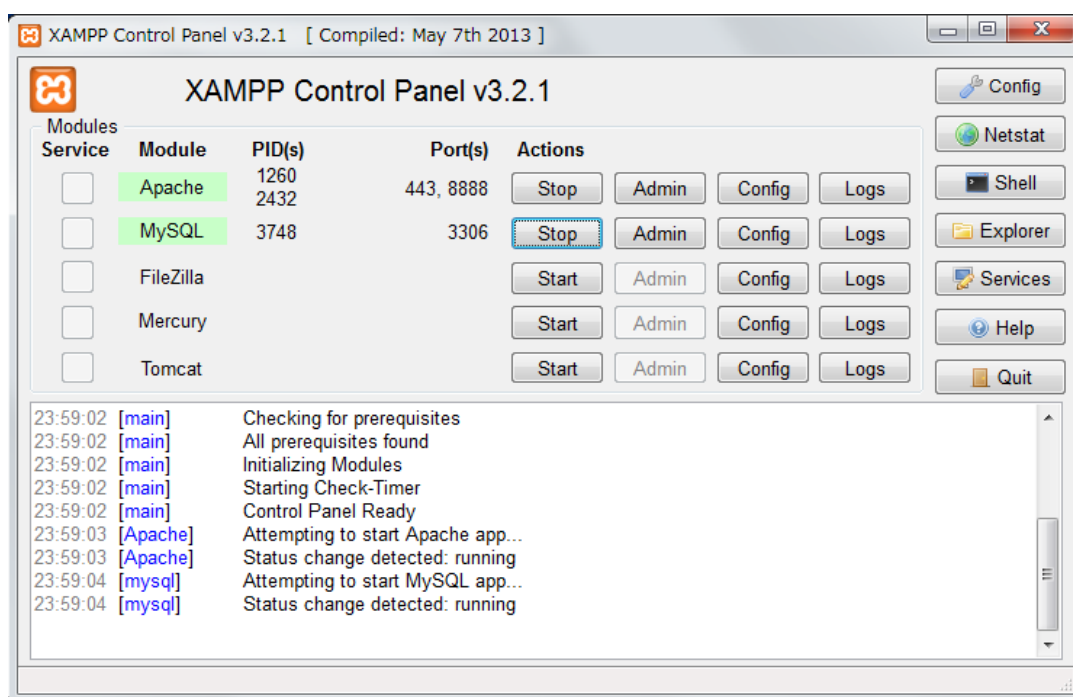 XAMPP Control Panel v3.2.1 [ Compiled: May 7th 2013 ]
XAMPP Control Panel v3.2.1
Config
Modules
Service Module PID(s) Port(s) Actions
Netstat
Apache 1260 2432 443, 8888 Stop Admin Config Logs
Shell
MySQL 3748 3306 Stop Admin Config Logs
Explorer
FileZilla Start Admin Config Logs
Services
Mercury Start Admin Config Logs
Help
Tomcat Start Admin Config Logs
Quit
23:59:02 [main] Checking for prerequisites
23:59:02 [main] All prerequisites found
23:59:02 [main] Initializing Modules
23:59:02 [main] Starting Check-Timer
23:59:02 [main] Control Panel Ready
23:59:03 [Apache] Attempting to start Apache app...
23:59:03 [Apache] Status change detected: running
23:59:04 [mysql] Attempting to start MySQL app...
23:59:04 [mysql] Status change detected: running